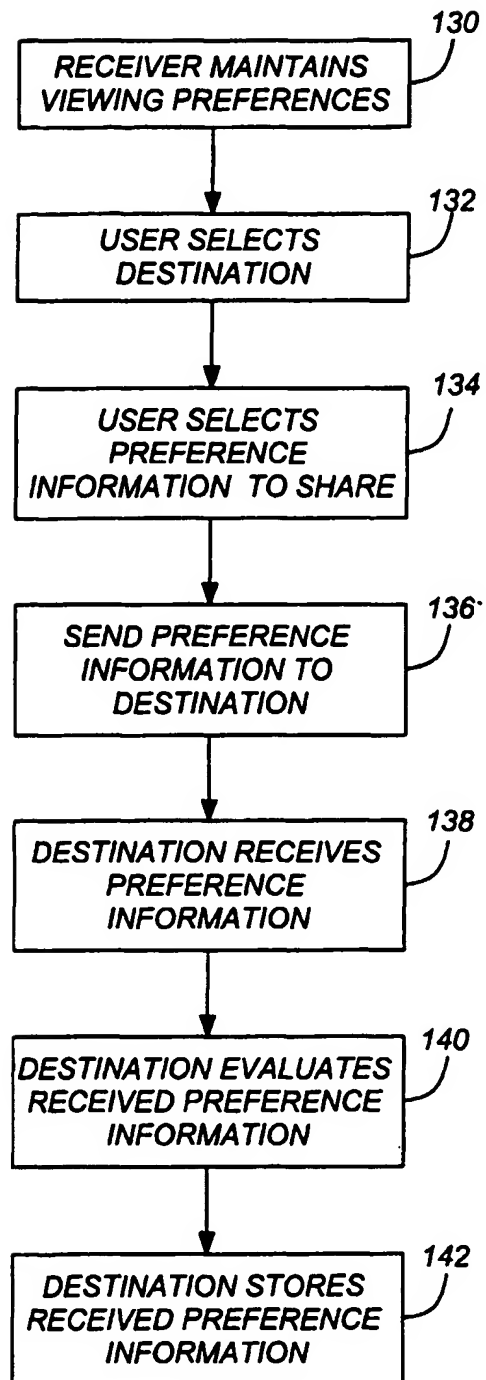 130
RECEIVER MAINTAINS
VIEWING PREFERENCES
132
USER SELECTS
DESTINATION
134
USER SELECTS
PREFERENCE
INFORMATION TO SHARE
136
SEND PREFERENCE
INFORMATION TO
DESTINATION
138
DESTINATION RECEIVES
PREFERENCE
INFORMATION
140
DESTINATION EVALUATES
RECEIVED PREFERENCE
INFORMATION
142
DESTINATION STORES
RECEIVED PREFERENCE
INFORMATION